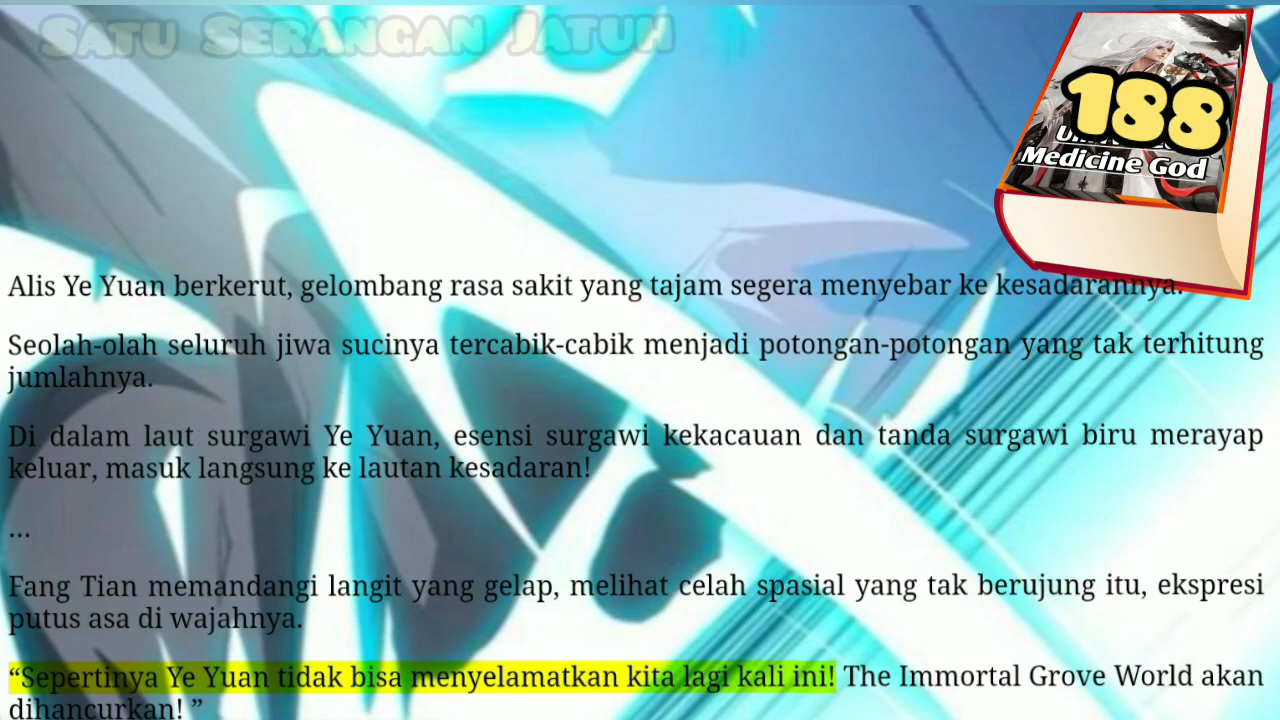 Satu Serangan Jatuh
188
Medicine God
Alis Ye Yuan berkerut, gelombang rasa sakit yang tajam segera menyebar ke kesadarannya.
Seolah-olah seluruh jiwa sucinya tercabik-cabik menjadi potongan-potongan yang tak terhitung
jumlahnya.
Di dalam laut surgawi Ye Yuan, esensi surgawi kekacauan dan tanda surgawi biru merayap
keluar, masuk langsung ke lautan kesadaran!
...
Fang Tian memandangi langit yang gelap, melihat celah spasial yang tak berujung itu, ekspresi
putus asa di wajahnya.
“Sepertinya Ye Yuan tidak bisa menyelamatkan kita lagi kali ini! The Immortal Grove World akan
dihancurkan! ”